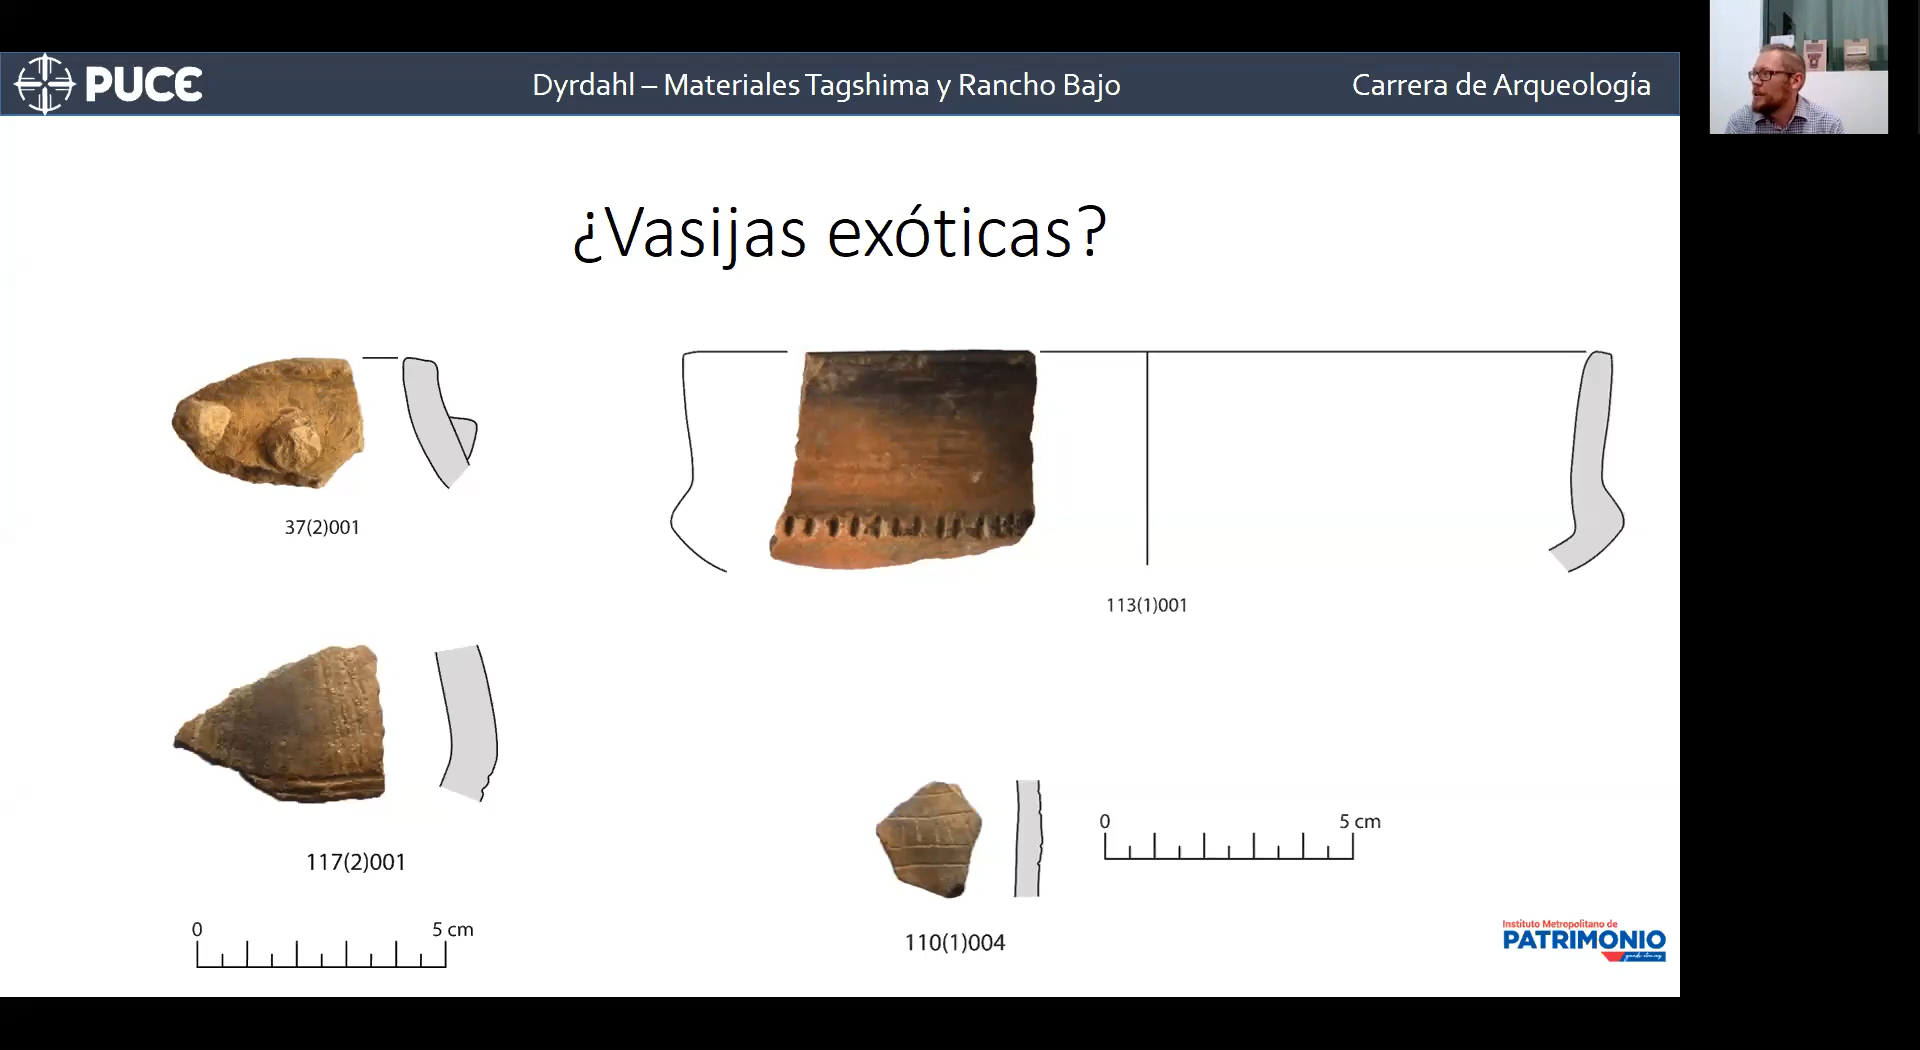 PUCE
Dyrdahl – Materiales Tagshima y Rancho Bajo
Carrera de Arqueología
¿Vasijas exóticas?
37(2)001
113(1)001
117(2)001
0 5 cm
110(1)004
0 5 cm
Instituto Metropolitano de
PATRIMONIO